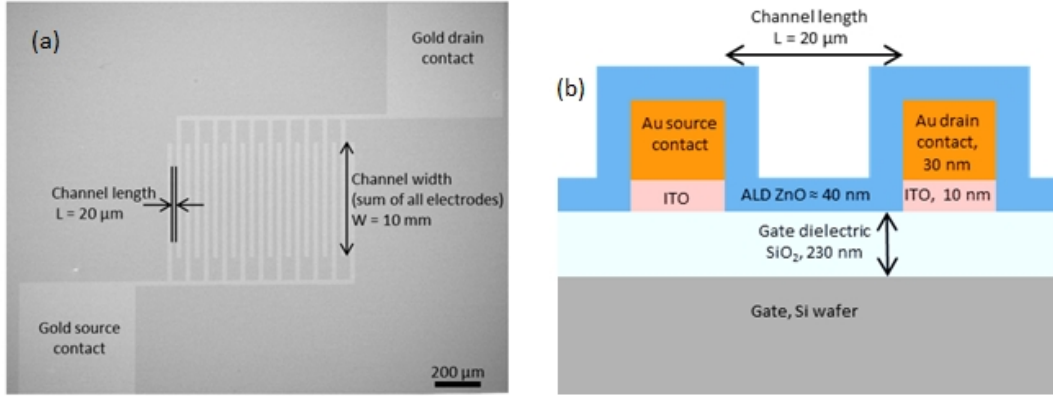 (a)
Gold drain
contact
Channel length
L = 20 µm
Channel width
(sum of all electrodes)
W = 10 mm
Gold source
contact
200 µm
Channel length
L = 20 µm
(b)
Au source
contact
Au drain
contact,
30 nm
ITO
ALD ZnO ≈ 40 nm
ITO, 10 nm
Gate dielectric
SiO₂, 230 nm
Gate, Si wafer